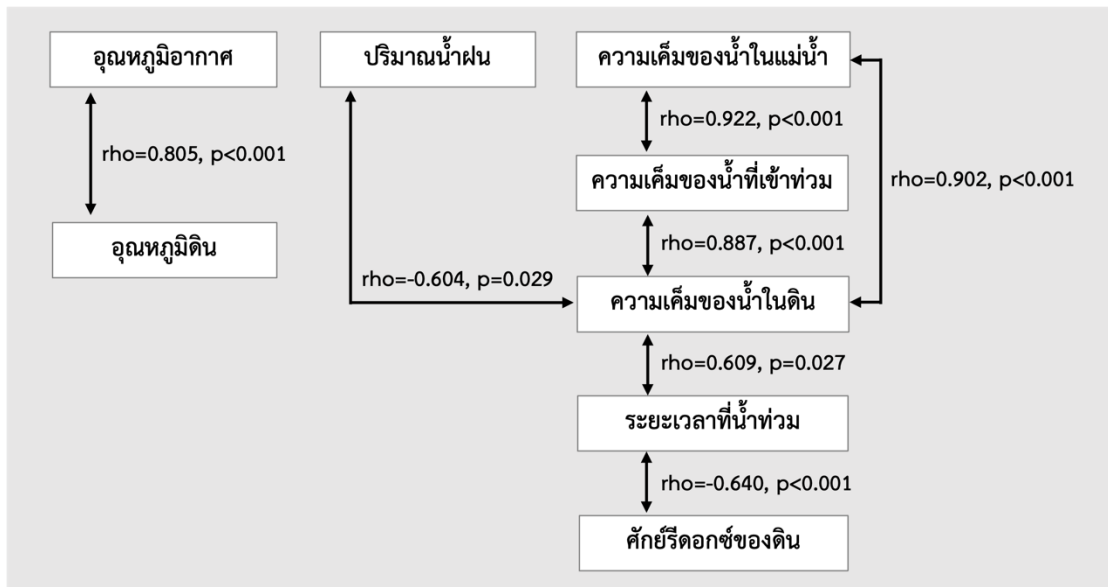 อุณหภูมิอากาศ
ปริมาณน้ำฝน
ความเค็มของน้ำในแม่น้ำ
rho=0.922, p<0.001
rho=0.805, p<0.001
ความเค็มของน้ำที่เข้าท่วม
rho=0.902, p<0.001
อุณหภูมิดิน
rho=0.887, p<0.001
rho=-0.604, p=0.029
ความเค็มของน้ำในดิน
rho=0.609, p=0.027
ระยะเวลาที่น้ำท่วม
rho=-0.640, p<0.001
ศักย์รีดอกซ์ของดิน